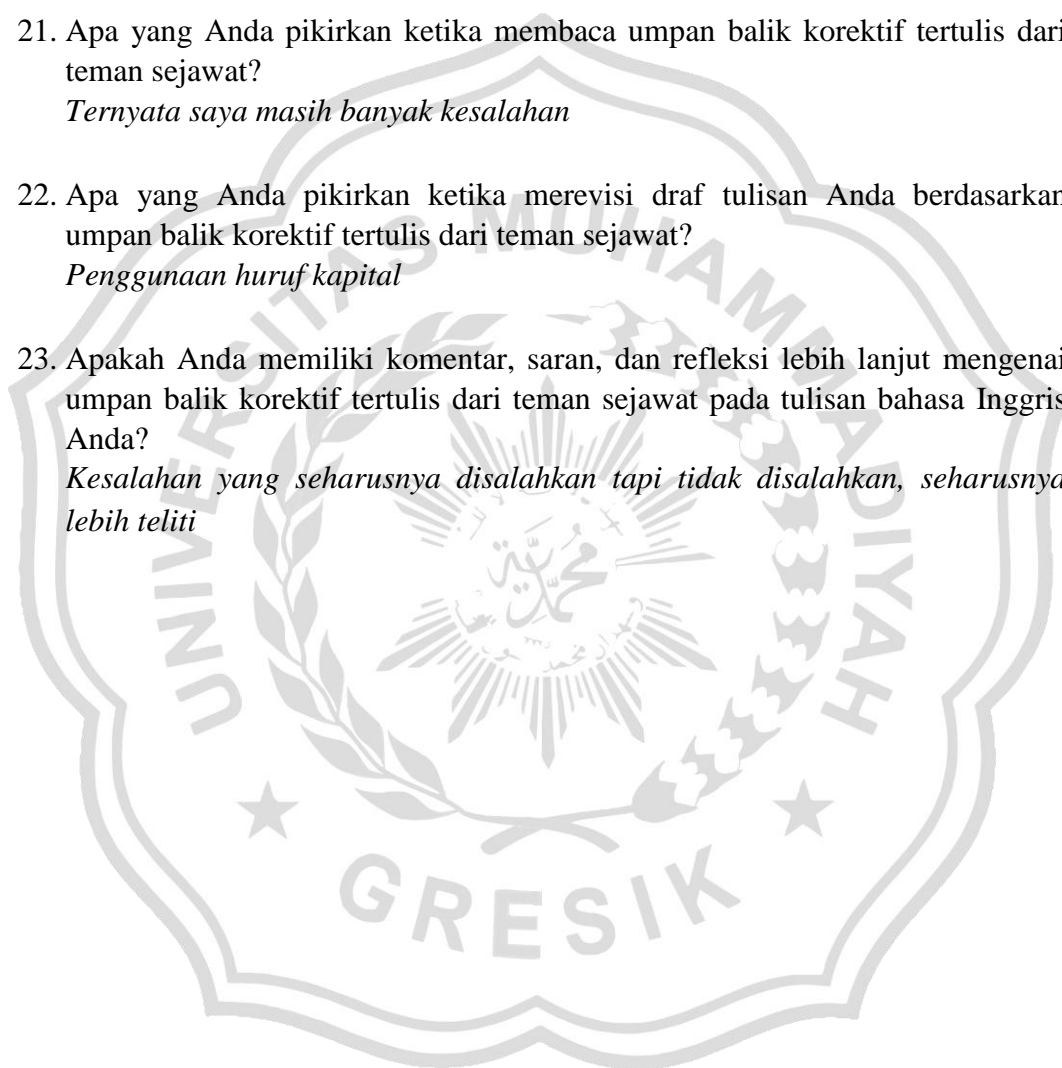 21. Apa yang Anda pikirkan ketika membaca umpan balik korektif tertulis dari
teman sejawat?
Ternyata saya masih banyak kesalahan
22. Apa yang Anda pikirkan ketika merevisi draf tulisan Anda berdasarkan
umpan balik korektif tertulis dari teman sejawat?
Penggunaan huruf kapital
23. Apakah Anda memiliki komentar, saran, dan refleksi lebih lanjut mengenai
umpan balik korektif tertulis dari teman sejawat pada tulisan bahasa Inggris
Anda?
Kesalahan yang seharusnya disalahkan tapi tidak disalahkan, seharusnya
lebih teliti
UNIVERSITAS MUHAMMADIYAH
GRESIK